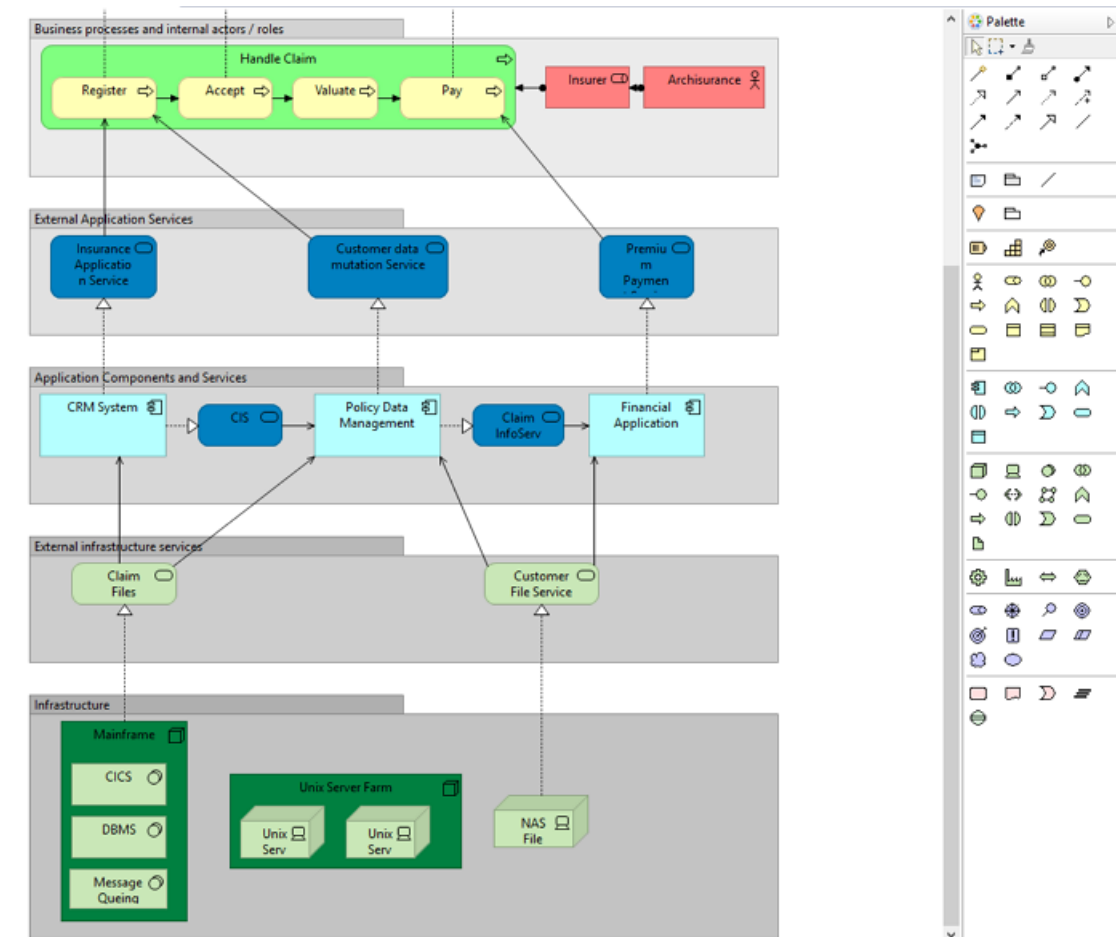 Palette
Business processes and internal actors / roles
Handle Claim
Register
Accept
Valuate
Pay
Insurer
Archisurance
External Application Services
Insurance
Applicatio
n Service
Customer data
mutation Service
Premiu
m
Paymen
Application Components and Services
CRM System
CIS
Policy Data
Management
Claim
InfoServ
Financial
Application
External infrastructure services
Claim
Files
Customer
File Service
Infrastructure
Mainframe
CICS
DBMS
Message
Queing
Unix Server Farm
Unix
Serv
Unix
Serv
NAS
File